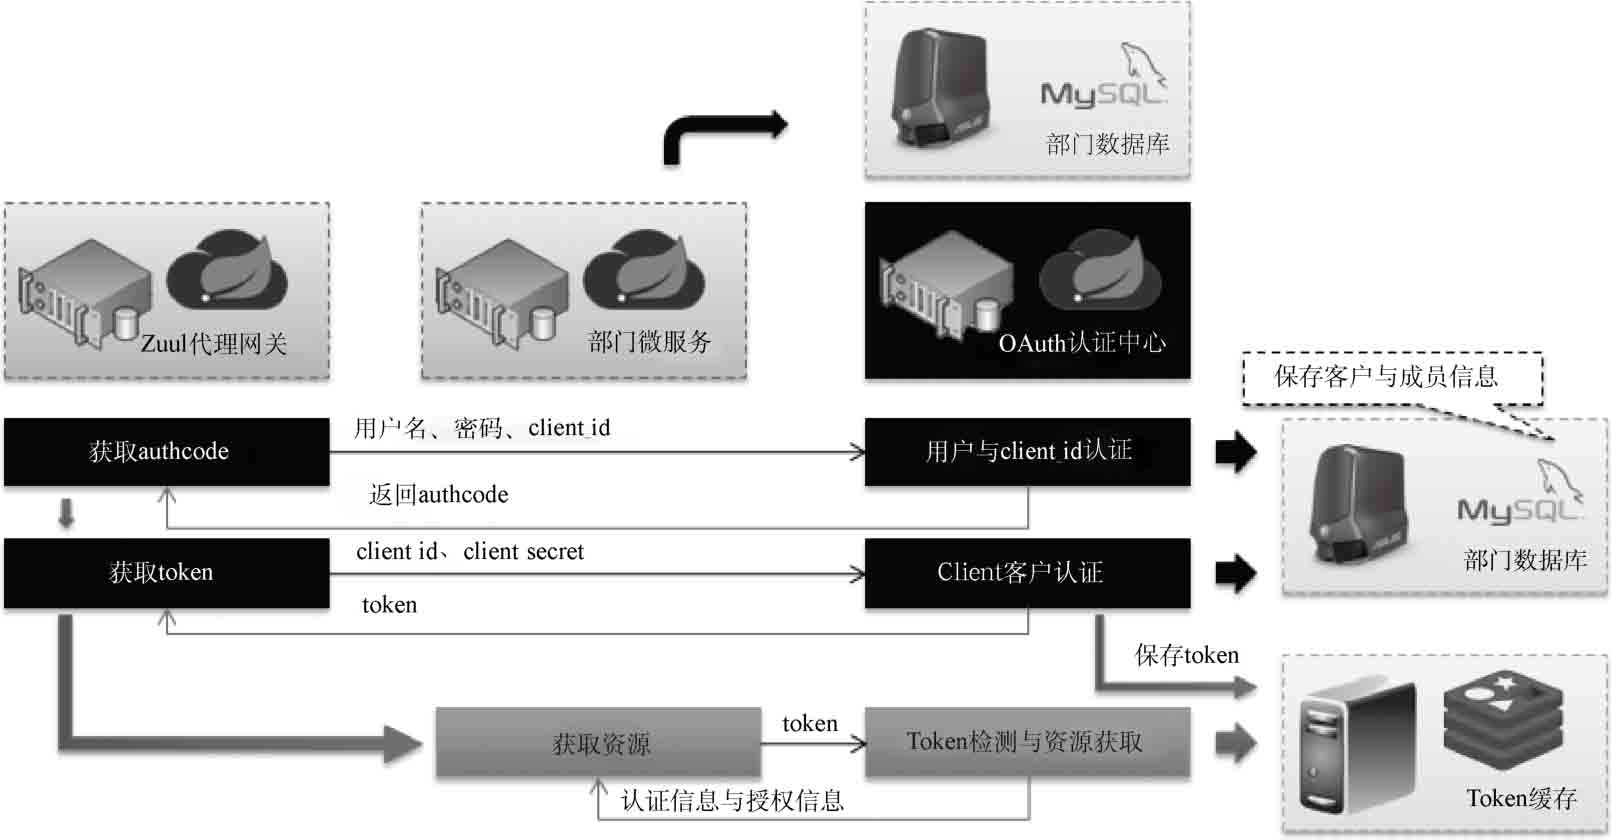 MySQL
部门数据库
Zuul代理网关
部门微服务
OAuth认证中心
保存客户与成员信息
获取authcode
用户名、密码、client_id
用户与client_id认证
返回authcode
MySQL
部门数据库
获取token
client id、client secret
Client客户认证
token
保存token
获取资源
token
Token检测与资源获取
认证信息与授权信息
Token缓存